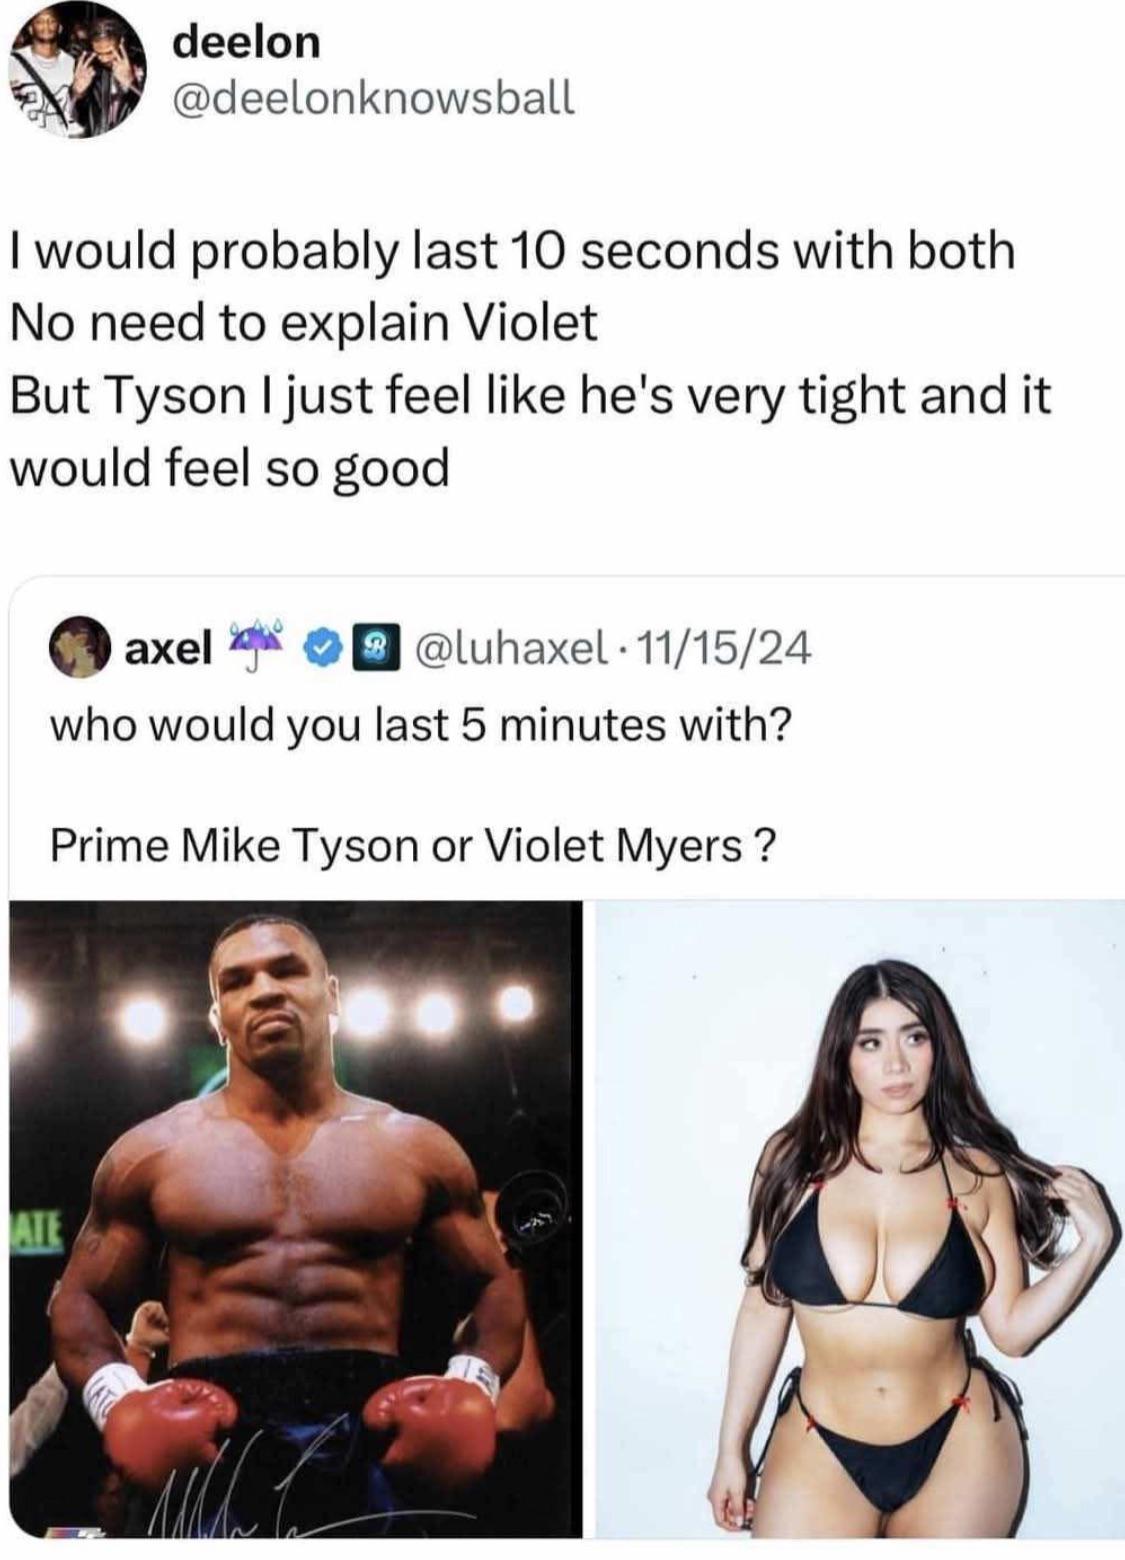 deelon
@deelonknowsball
I would probably last 10 seconds with both
No need to explain Violet
But Tyson I just feel like he's very tight and it
would feel so good
axel ☔ B @luhaxel · 11/15/24
who would you last 5 minutes with?
Prime Mike Tyson or Violet Myers ?
ATE